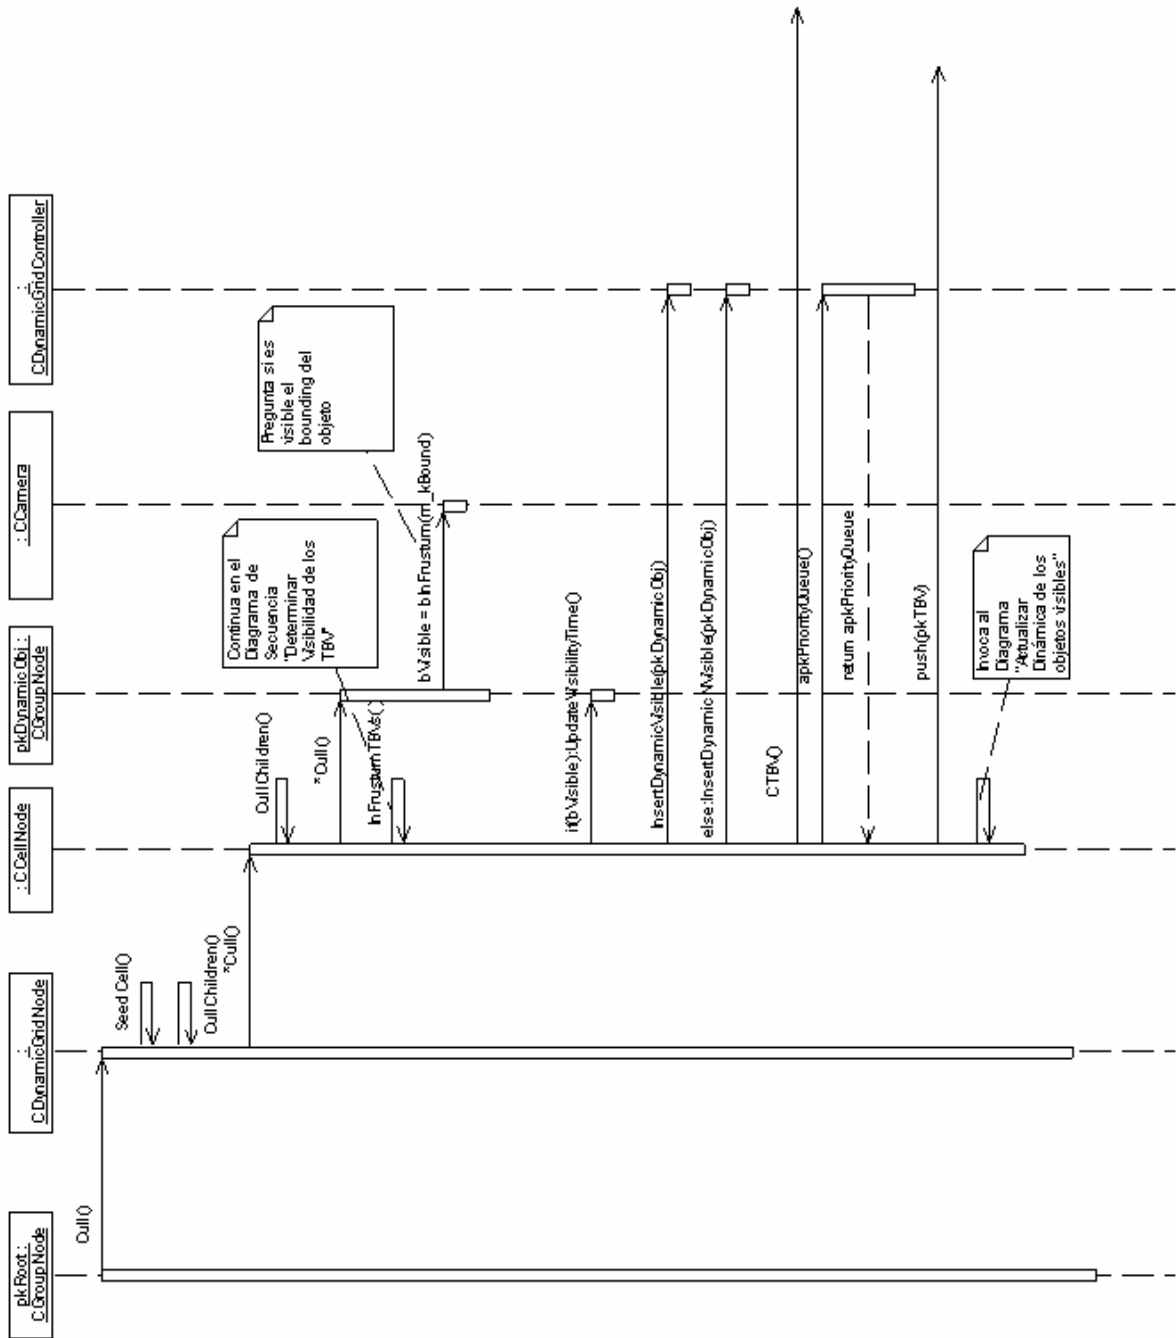 pkRoot :
CGroupNode
:
CDynamicGridNode
: CCellNode
pkDynamicObj :
CGroupNode
: CCamera
:
CDynamicGridController
Cull()
Seed Cell()
CullChildren()
*Cull()
CullChildren()
*Cull()
InFrustumTBVs()
Continua en el
Diagrama de
Secuencia
"Determinar
Visibilidad de los
TBV"
bVisible = bInFrustum(m_kBound)
Pregunta si es
visible el
bounding del
objeto
if(bVisible):UpdateVisibilityTime()
InsertDynamicVisible(pkDynamicObj)
else:InsertDynamicNVisible(pkDynamicObj)
CTBV()
apkPriorityQueue()
return apkPriorityQueue
push(pkTBV)
Invoca al
Diagrama
"Actualizar
Dinámica de los
objetos visibles"